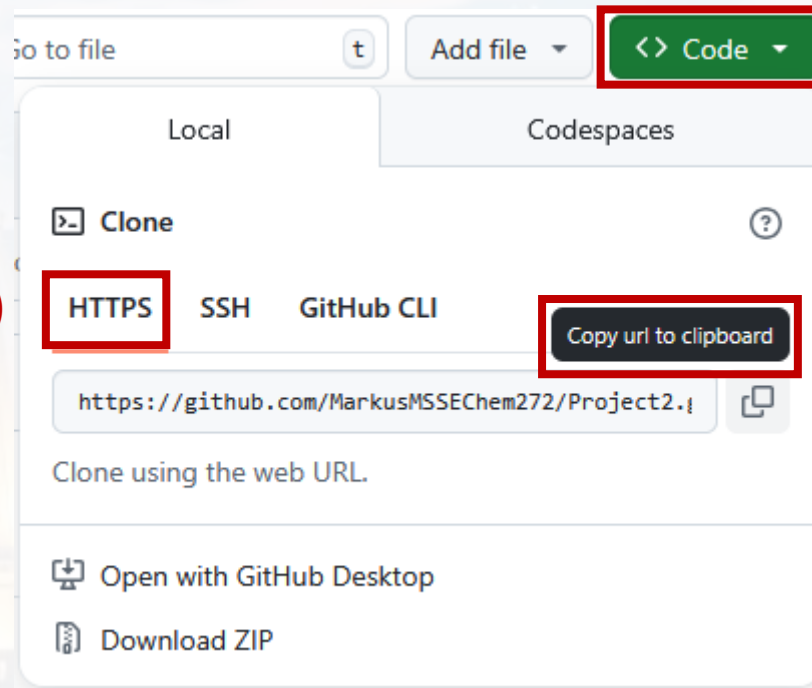 Go to file t Add file <> Code
Local Codespaces
Clone
HTTPS SSH GitHub CLI
Copy url to clipboard
https://github.com/MarkusMSSEChem272/Project2.g
Clone using the web URL.
Open with GitHub Desktop
Download ZIP